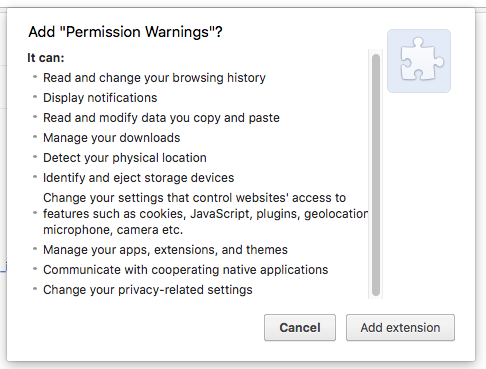 Add "Permission Warnings"?
It can:
Read and change your browsing history
Display notifications
Read and modify data you copy and paste
Manage your downloads
Detect your physical location
Identify and eject storage devices
Change your settings that control websites' access to
features such as cookies, JavaScript, plugins, geolocation
microphone, camera etc.
Manage your apps, extensions, and themes
Communicate with cooperating native applications
Change your privacy-related settings
Cancel
Add extension